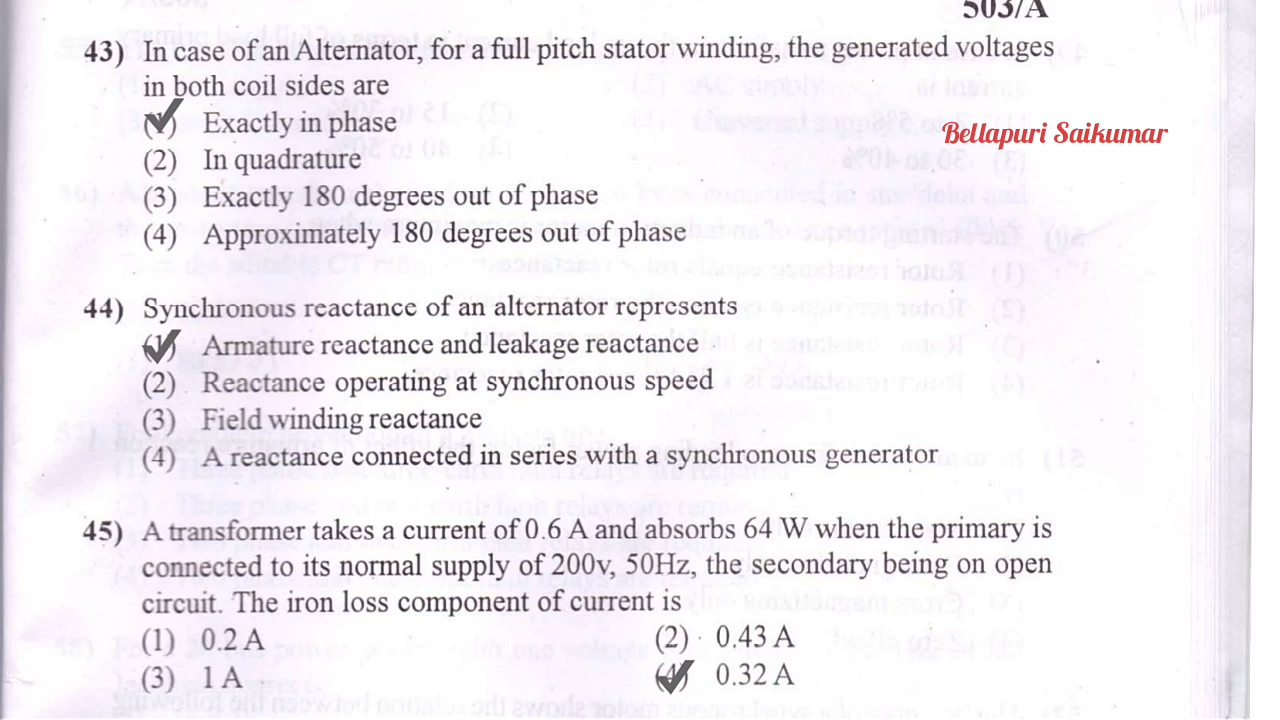 503/A
43) In case of an Alternator, for a full pitch stator winding, the generated voltages
in both coil sides are
Exactly in phase
Bellapuri Saikumar
(2) In quadrature
(3) Exactly 180 degrees out of phase
(4) Approximately 180 degrees out of phase
44) Synchronous reactance of an alternator represents
(1) Armature reactance and leakage reactance
(2) Reactance operating at synchronous speed
(3) Field winding reactance
(4) A reactance connected in series with a synchronous generator
45) A transformer takes a current of 0.6 A and absorbs 64 W when the primary is
connected to its normal supply of 200v, 50Hz, the secondary being on open
circuit. The iron loss component of current is
(1) 0.2 A (2) 0.43 A
(3) 1 A (4) 0.32 A